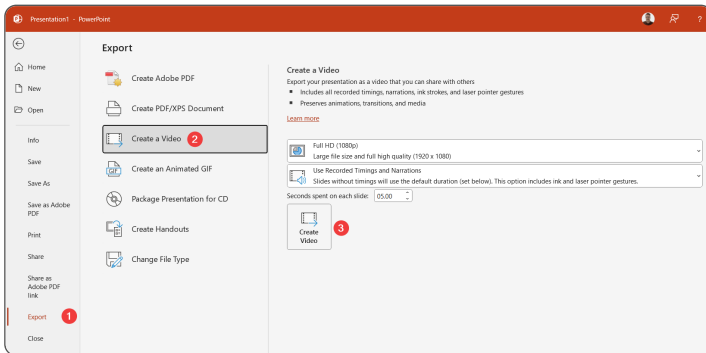 Presentation1 - PowerPoint
?
Home
New
Open
Info
Save
Save As
Save as Adobe
PDF
Print
Share
Share as
Adobe PDF
link
Export
1
Close
Export
Create Adobe PDF
Create PDF/XPS Document
Create a Video
2
Create an Animated GIF
Package Presentation for CD
Create Handouts
Change File Type
Create a Video
Export your presentation as a video that you can share with others
Includes all recorded timings, narrations, ink strokes, and laser pointer gestures
Preserves animations, transitions, and media
Learn more
Full HD (1080p)
Large file size and full high quality (1920 x 1080)
Use Recorded Timings and Narrations
Slides without timings will use the default duration (set below). This option includes ink and laser pointer gestures.
Seconds spent on each slide: 05.00
Create
Video
3